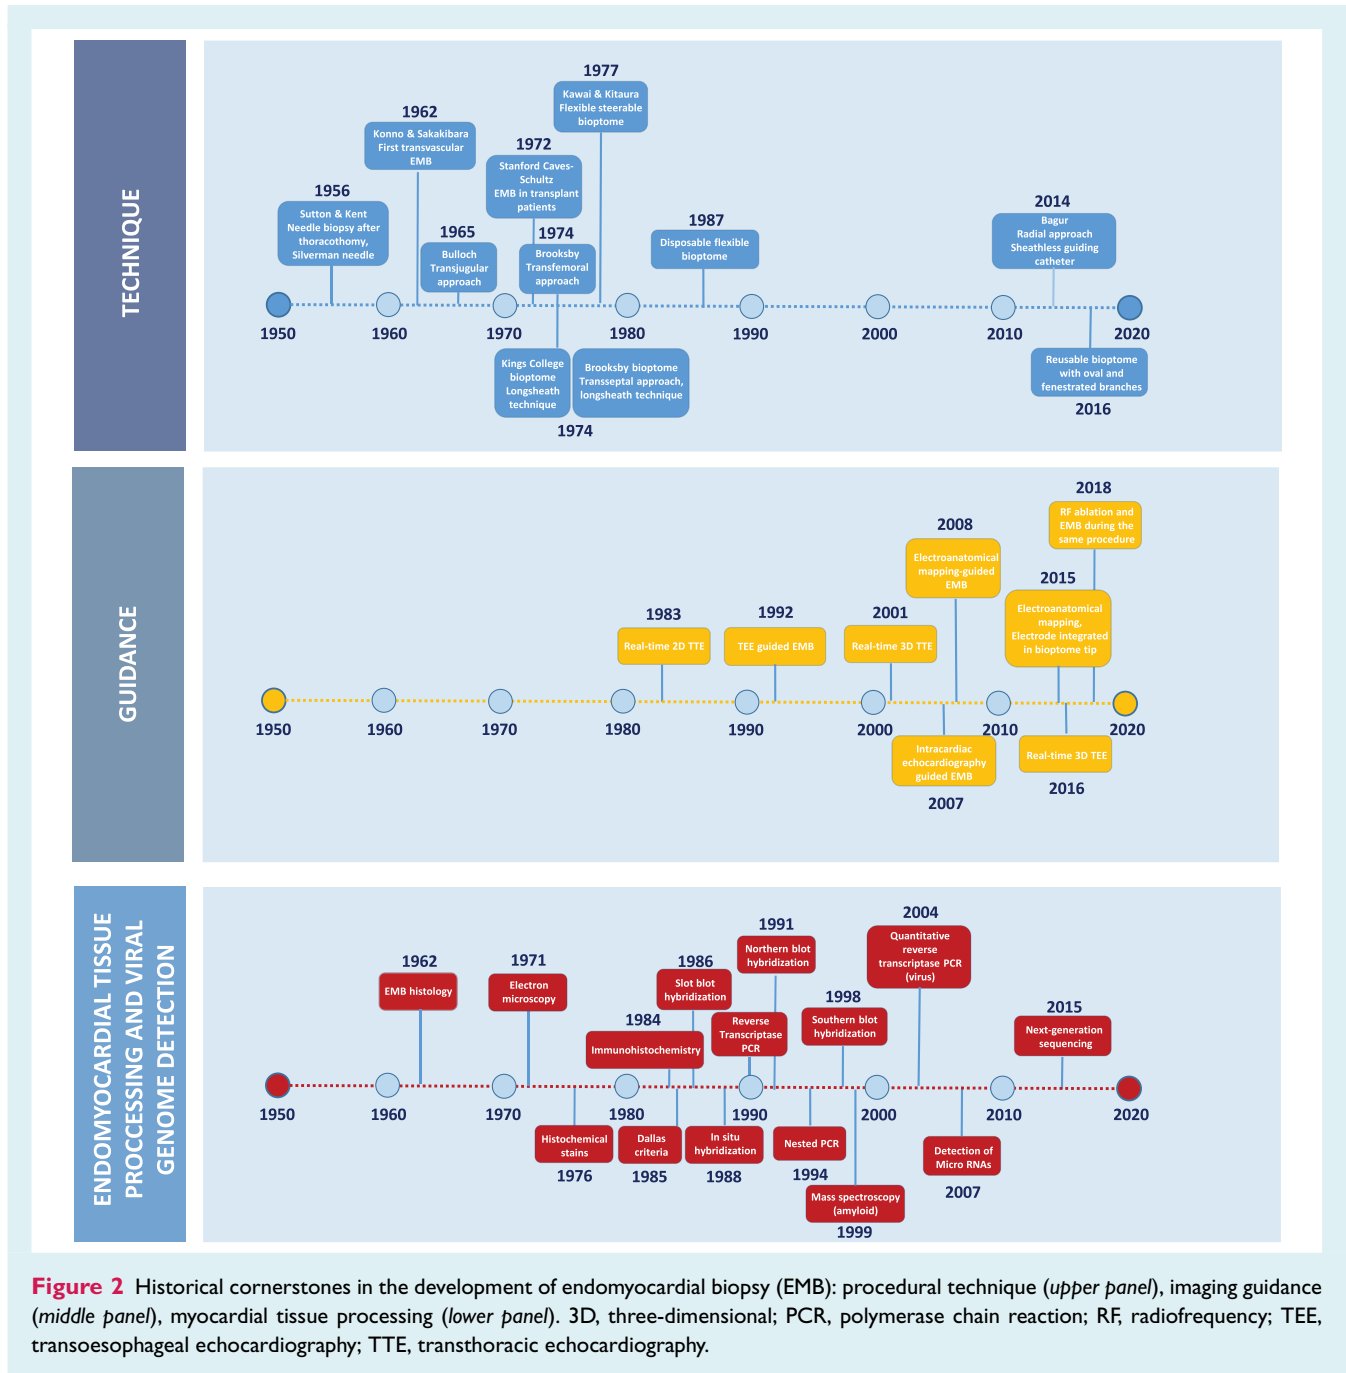 TECHNIQUE
1977
Kawai & Kitaura
Flexible steerable
bioptome
1962
Konno & Sakakibara
First transvascular
EMB
1972
Stanford Caves-
Schultz
EMB in transplant
patients
1956
Sutton & Kent
Needle biopsy after
thoracothomy,
Silverman needle
1965
Bulloch
Transjugular
approach
1974
Brooksby
Transfemoral
approach
1987
Disposable flexible
bioptome
2014
Bagur
Radial approach
Sheathless guiding
catheter
1950
1960
1970
1980
1990
2000
2010
2020
Kings College
bioptome
Longsheath
technique
Brooksby bioptome
Transseptal approach,
longsheath technique
1974
Reusable bioptome
with oval and
fenestrated branches
2016
GUIDANCE
2018
RF ablation and
EMB during the
same procedure
2008
Electroanatomical
mapping-guided
EMB
2015
Electroanatomical
mapping,
Electrode integrated
in bioptome tip
1983
Real-time 2D TTE
1992
TEE guided EMB
2001
Real-time 3D TTE
1950
1960
1970
1980
1990
2000
2010
2020
Intracardiac
echocardiography
guided EMB
2007
Real-time 3D TEE
2016
ENDOMYOCARDIAL TISSUE
PROCCESSING AND VIRAL
GENOME DETECTION
2004
Quantitative
reverse
transcriptase PCR
(virus)
1991
Northern blot
hybridization
1962
EMB histology
1971
Electron
microscopy
1986
Slot blot
hybridization
1984
Immunohistochemistry
Reverse
Transcriptase
PCR
1998
Southern blot
hybridization
2015
Next-generation
sequencing
1950
1960
1970
1980
1990
2000
2010
2020
Histochemical
stains
1976
Dallas
criteria
1985
In situ
hybridization
1988
Nested PCR
1994
Mass spectroscopy
(amyloid)
1999
Detection of
Micro RNAs
2007
Figure 2 Historical cornerstones in the development of endomyocardial biopsy (EMB): procedural technique (upper panel), imaging guidance
(middle panel), myocardial tissue processing (lower panel). 3D, three-dimensional; PCR, polymerase chain reaction; RF, radiofrequency; TEE,
transoesophageal echocardiography; TTE, transthoracic echocardiography.